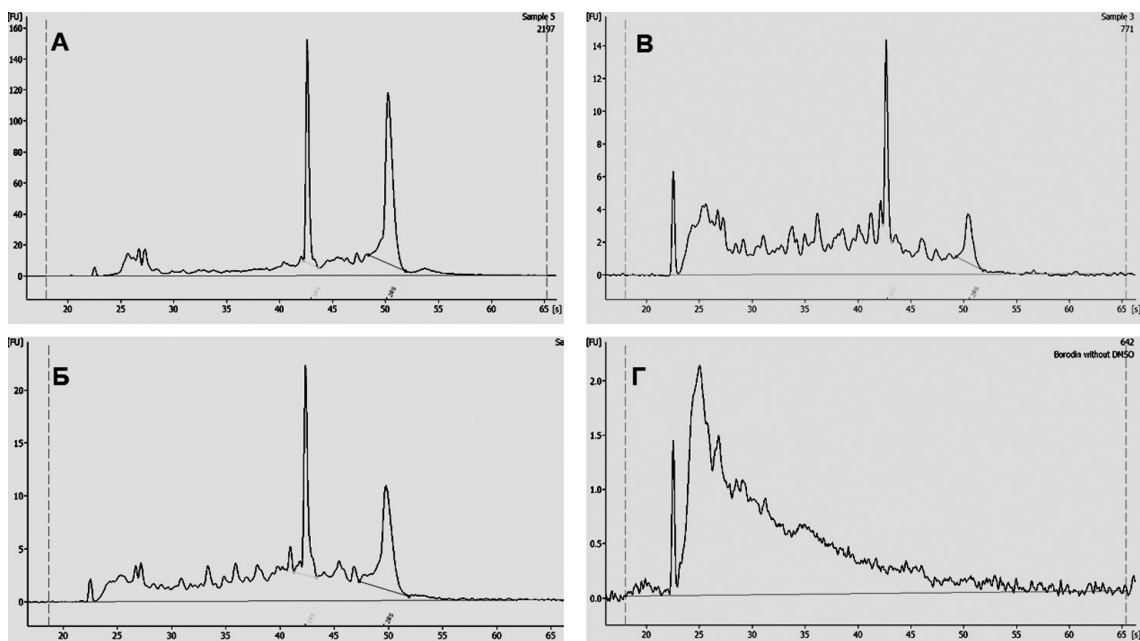 [FU]
Sample 5
2197
А
160
140
120
100
80
60
40
20
0
20 25 30 35 40 45 50 55 60 65 [s]
28S
[FU]
Sample 3
771
В
14
12
10
8
6
4
2
0
20 25 30 35 40 45 50 55 60 65 [s]
28S
[FU]
Sa
Б
20
15
10
5
0
20 25 30 35 40 45 50 55 60 65
28S
[FU]
642
Borodin without DMSO
Г
2.0
1.5
1.0
0.5
0.0
20 25 30 35 40 45 50 55 60 65 [s]